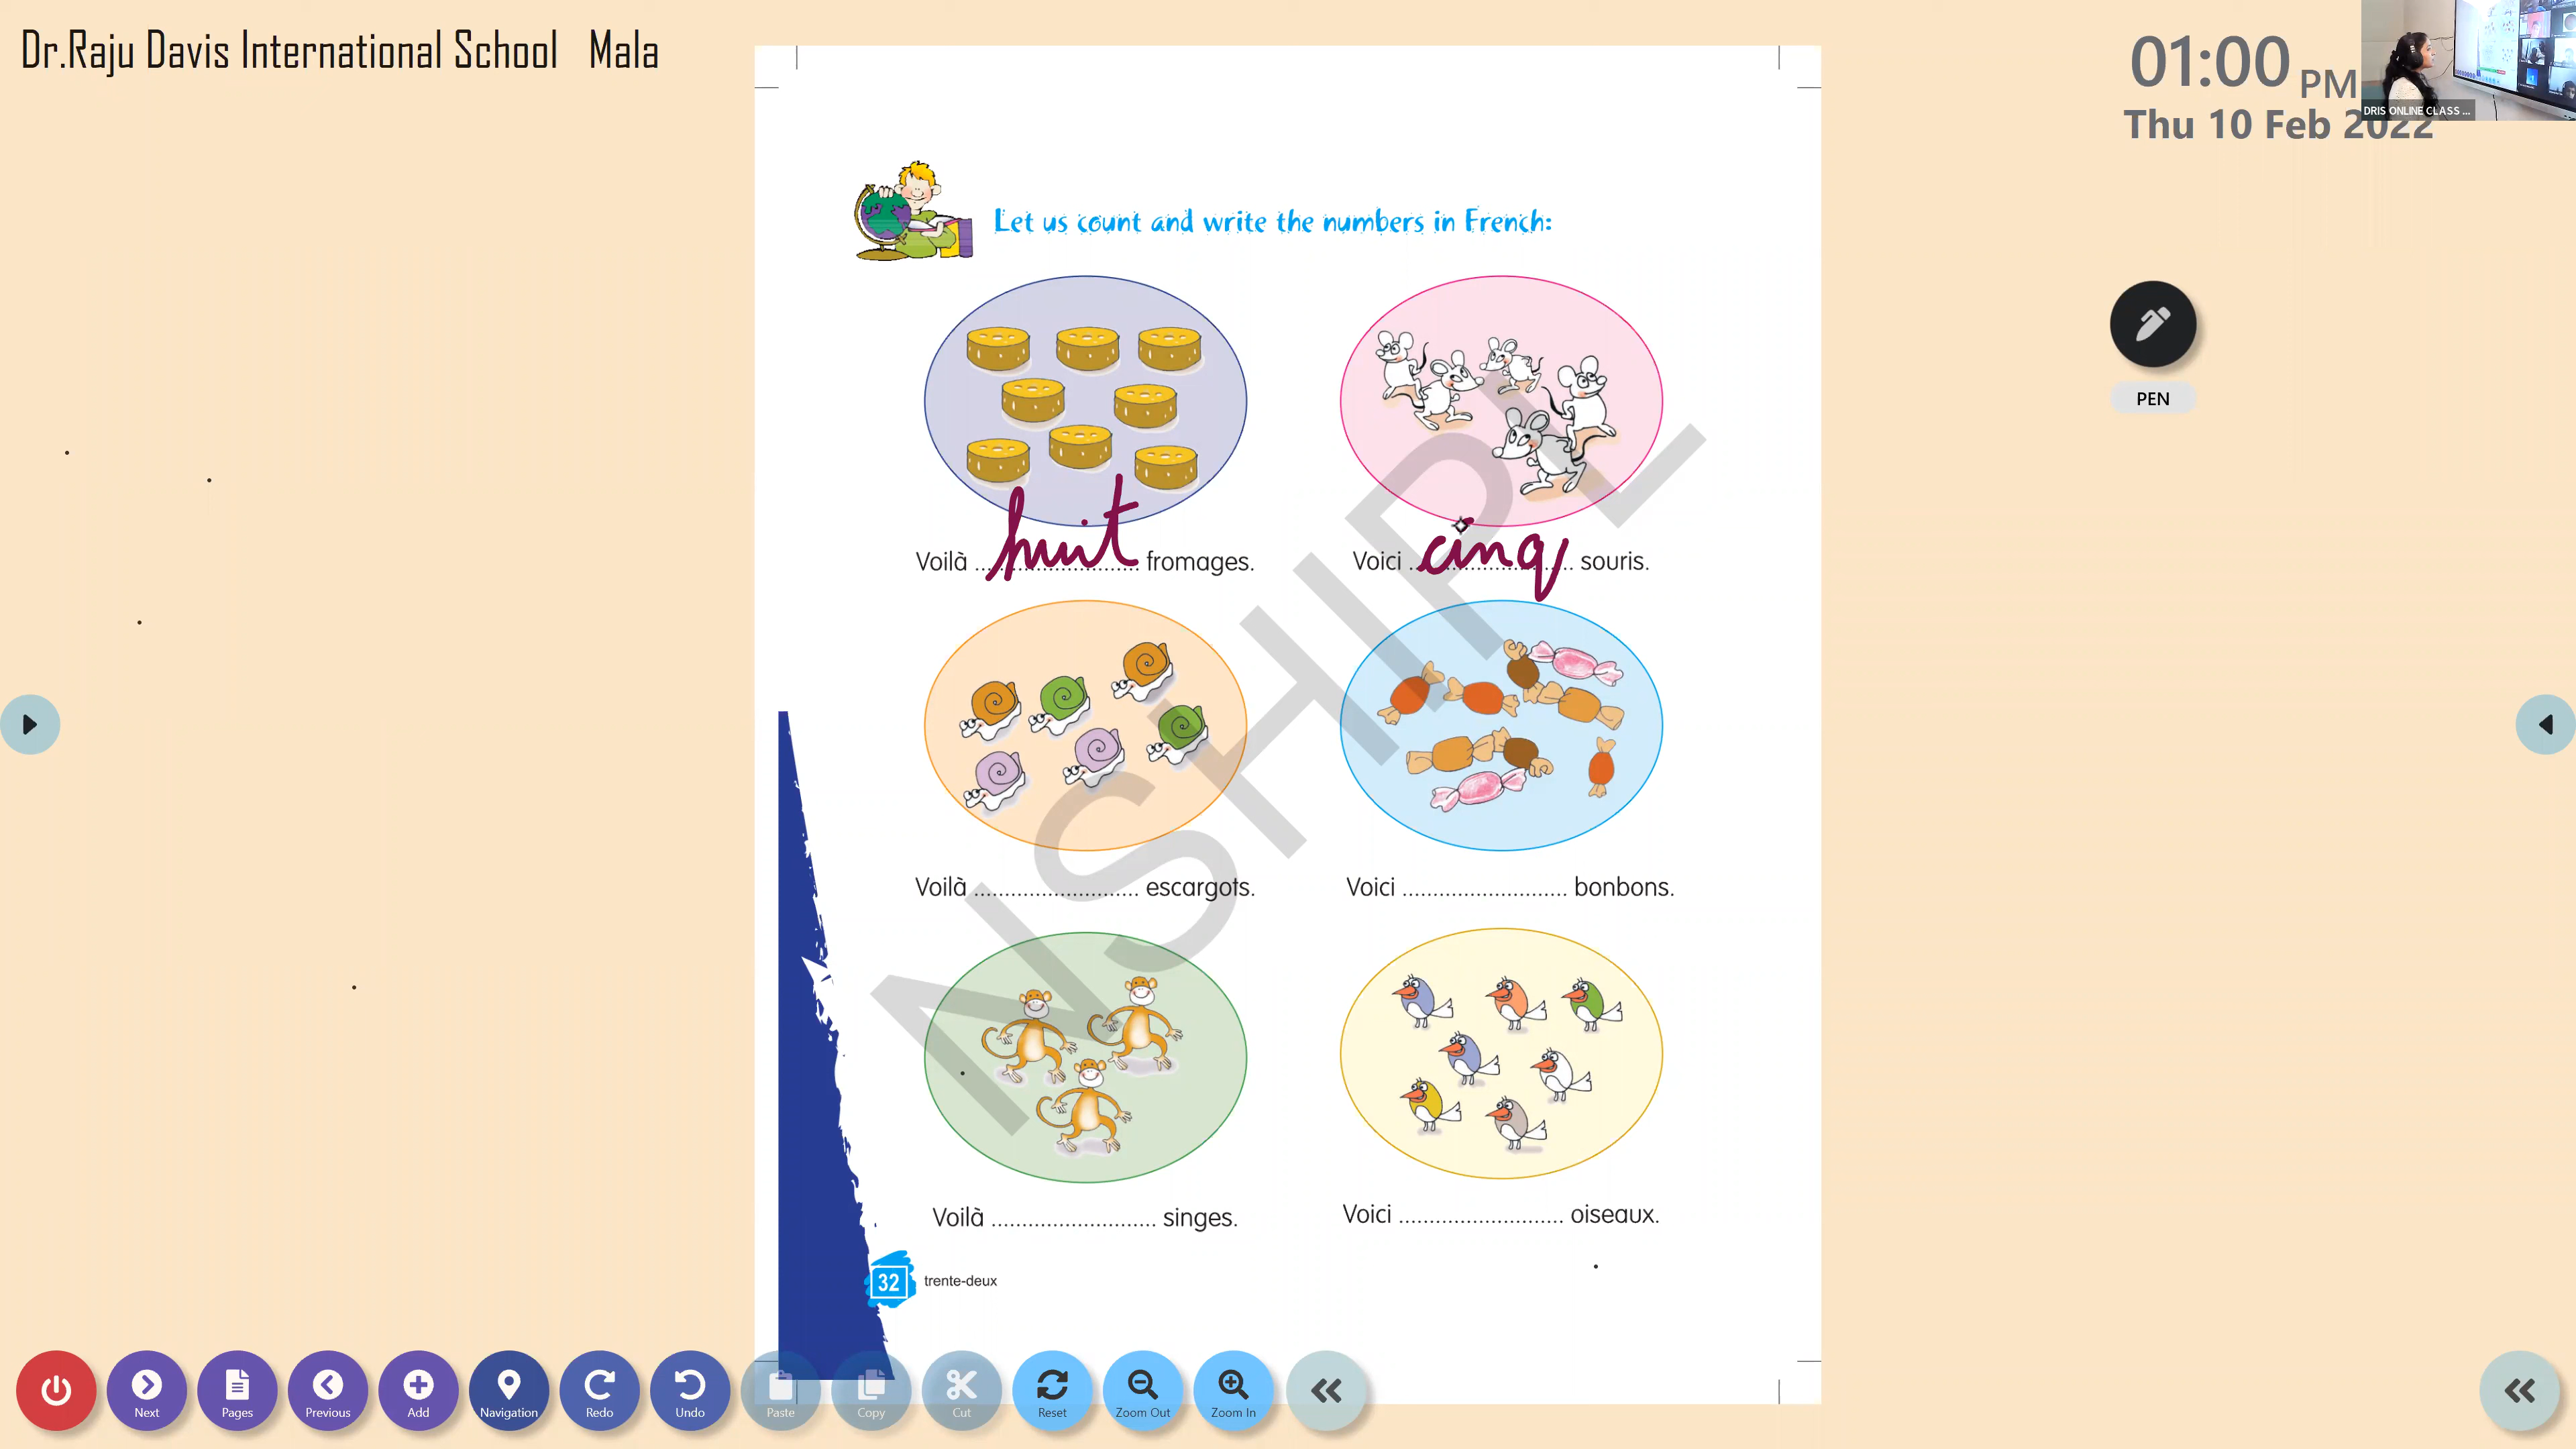 Dr.Raju Davis International School Mala
01:00 PM
Thu 10 Feb 2022
DRIS ONLINE CLASS ...
Let us count and write the numbers in French:
PEN
Voilà ...huit... fromages.
Voici ...cinq... souris.
Voilà ........................... escargots.
Voici ........................... bonbons.
Voilà ........................... singes.
Voici ........................... oiseaux.
NSHIPL
32 trente-deux
Next
Pages
Previous
Add
Navigation
Redo
Undo
Paste
Copy
Cut
Reset
Zoom Out
Zoom In